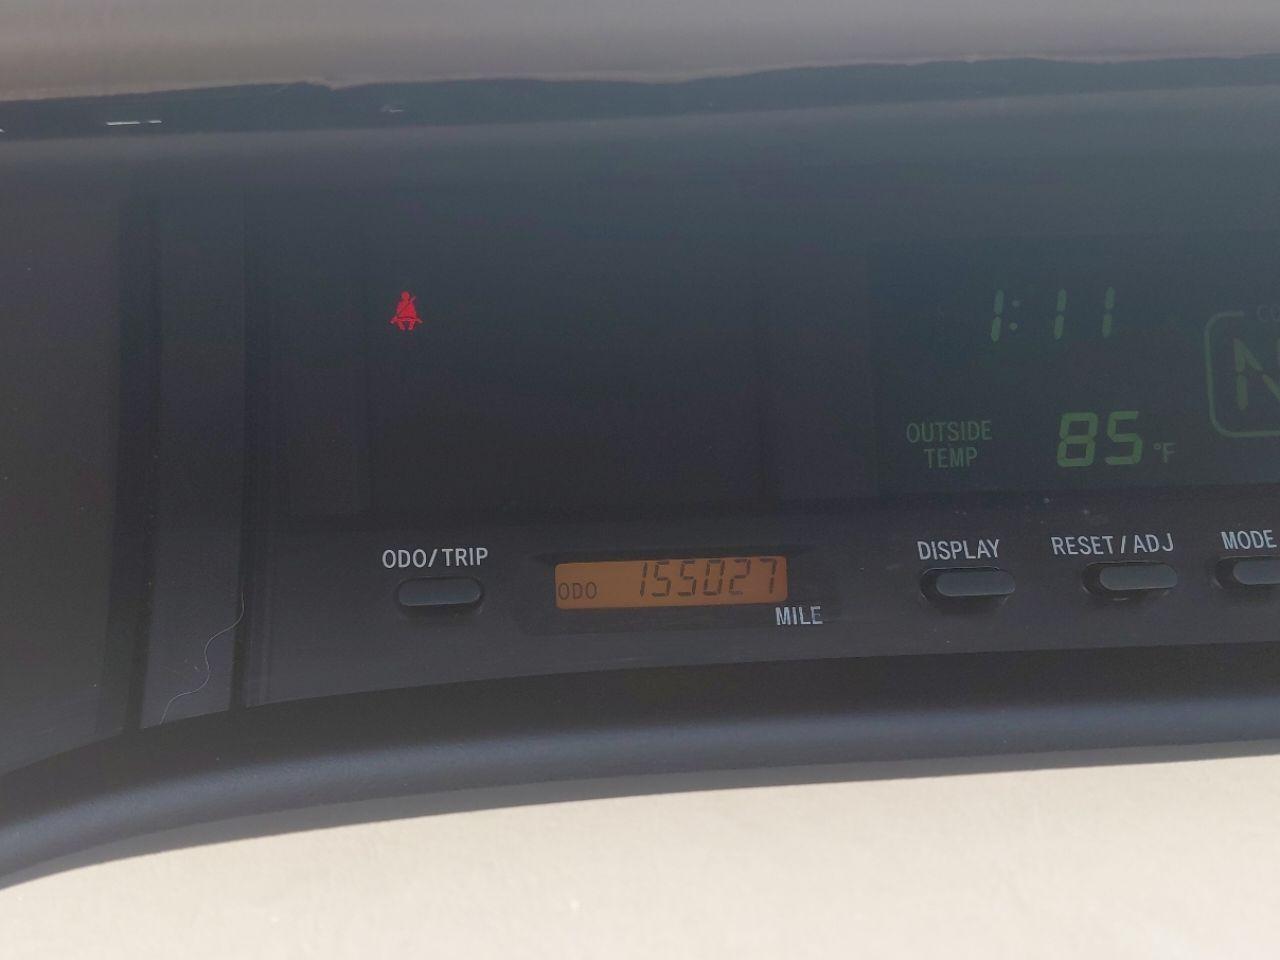 1:11
OUTSIDE
TEMP
85 °F
N
ODO/TRIP
ODO 155027
MILE
DISPLAY
RESET / ADJ
MODE